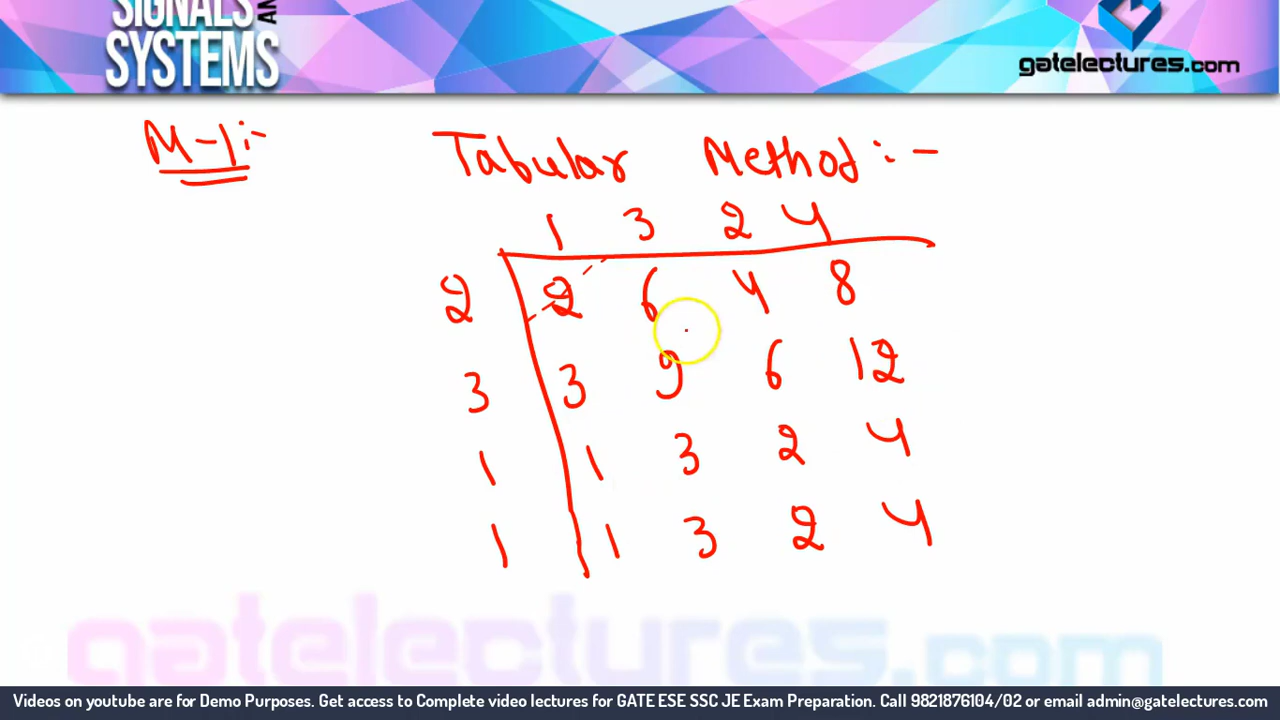 SIGNALS AN
SYSTEMS
gatelectures.com
M-1:-
Tabular Method:-
1 3 2 4
2 2 6 4 8
3 3 9 6 12
1 1 3 2 4
1 1 3 2 4
gatelectures.com
Videos on youtube are for Demo Purposes. Get access to Complete video lectures for GATE ESE SSC JE Exam Preparation. Call 9821876104/02 or email admin@gatelectures.com